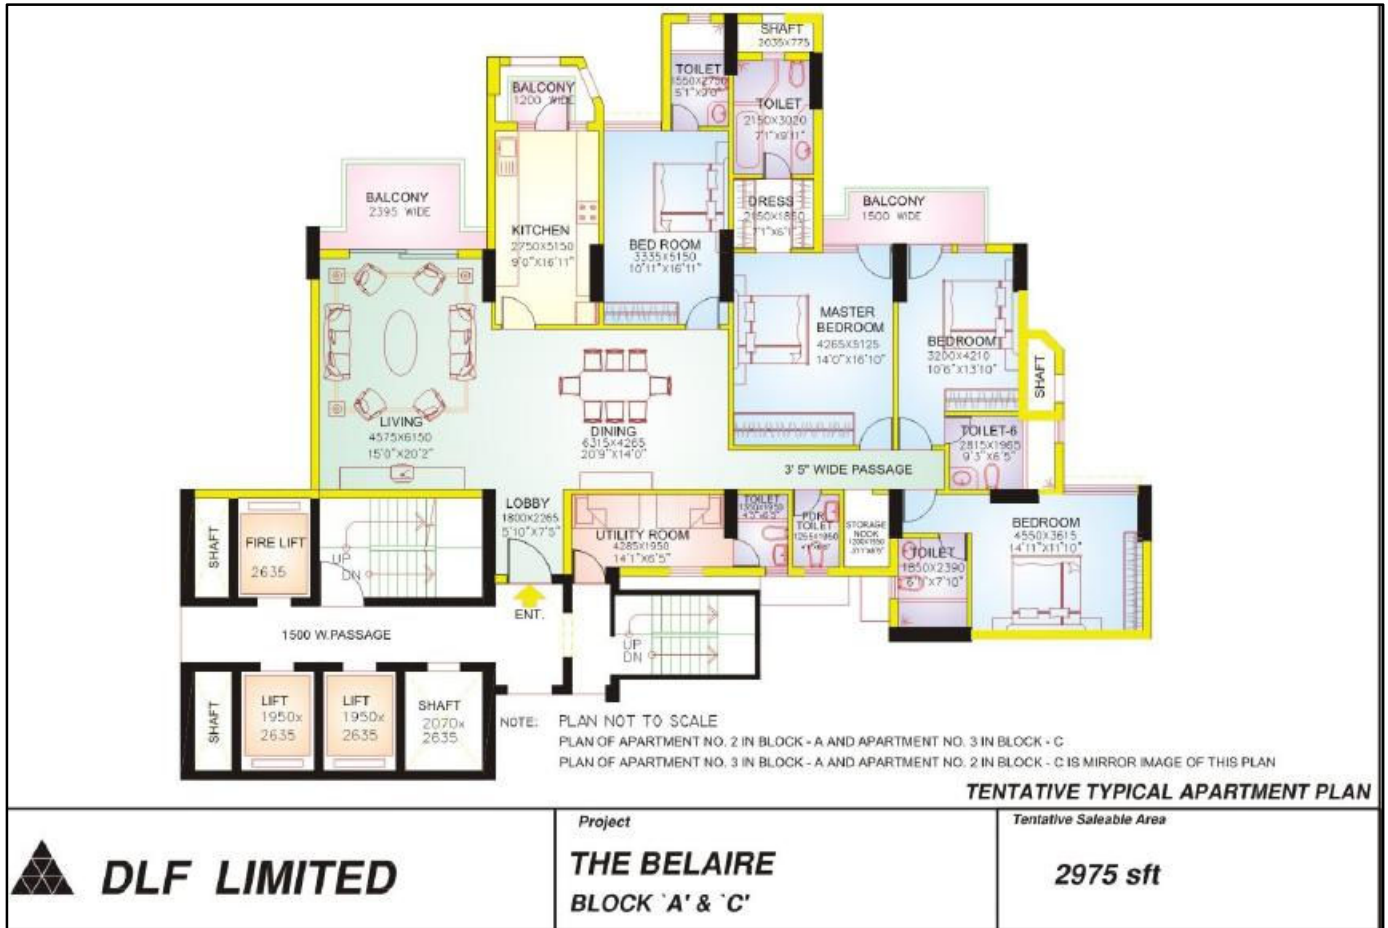 SHAFT
2035X775
TOILET
1550X2750
5'1"X9'0"
BALCONY
1200 WIDE
TOILET
2150X3020
7'1"X9'11"
BALCONY
2395 WIDE
DRESS
2150X1850
7'1"X6'1"
BALCONY
1500 WIDE
KITCHEN
2750X5150
9'0"X16'11"
BED ROOM
3335X5150
10'11"X16'11"
MASTER
BEDROOM
4265X5125
14'0"X16'10"
BEDROOM
3200X4210
10'6"X13'10"
SHAFT
LIVING
4575X6150
15'0"X20'2"
DINING
6315X4265
20'9"X14'0"
TOILET-6
2815X1965
9'3"X6'5"
3' 5" WIDE PASSAGE
LOBBY
1800X2265
5'10"X7'5"
UTILITY ROOM
4285X1950
14'1"X6'5"
TOILET
PDR
TOILET
STORAGE
NOOK
BEDROOM
4550X3615
14'11"X11'10"
TOILET
1850X2390
6'1"X7'10"
SHAFT
FIRE LIFT
2635
UP
DN
ENT.
1500 W.PASSAGE
UP
DN
SHAFT
LIFT
1950x
2635
LIFT
1950x
2635
SHAFT
2070x
2635
NOTE: PLAN NOT TO SCALE
PLAN OF APARTMENT NO. 2 IN BLOCK - A AND APARTMENT NO. 3 IN BLOCK - C
PLAN OF APARTMENT NO. 3 IN BLOCK - A AND APARTMENT NO. 2 IN BLOCK - C IS MIRROR IMAGE OF THIS PLAN
TENTATIVE TYPICAL APARTMENT PLAN
DLF LIMITED
Project
THE BELAIRE
BLOCK `A' & `C'
Tentative Saleable Area
2975 sft